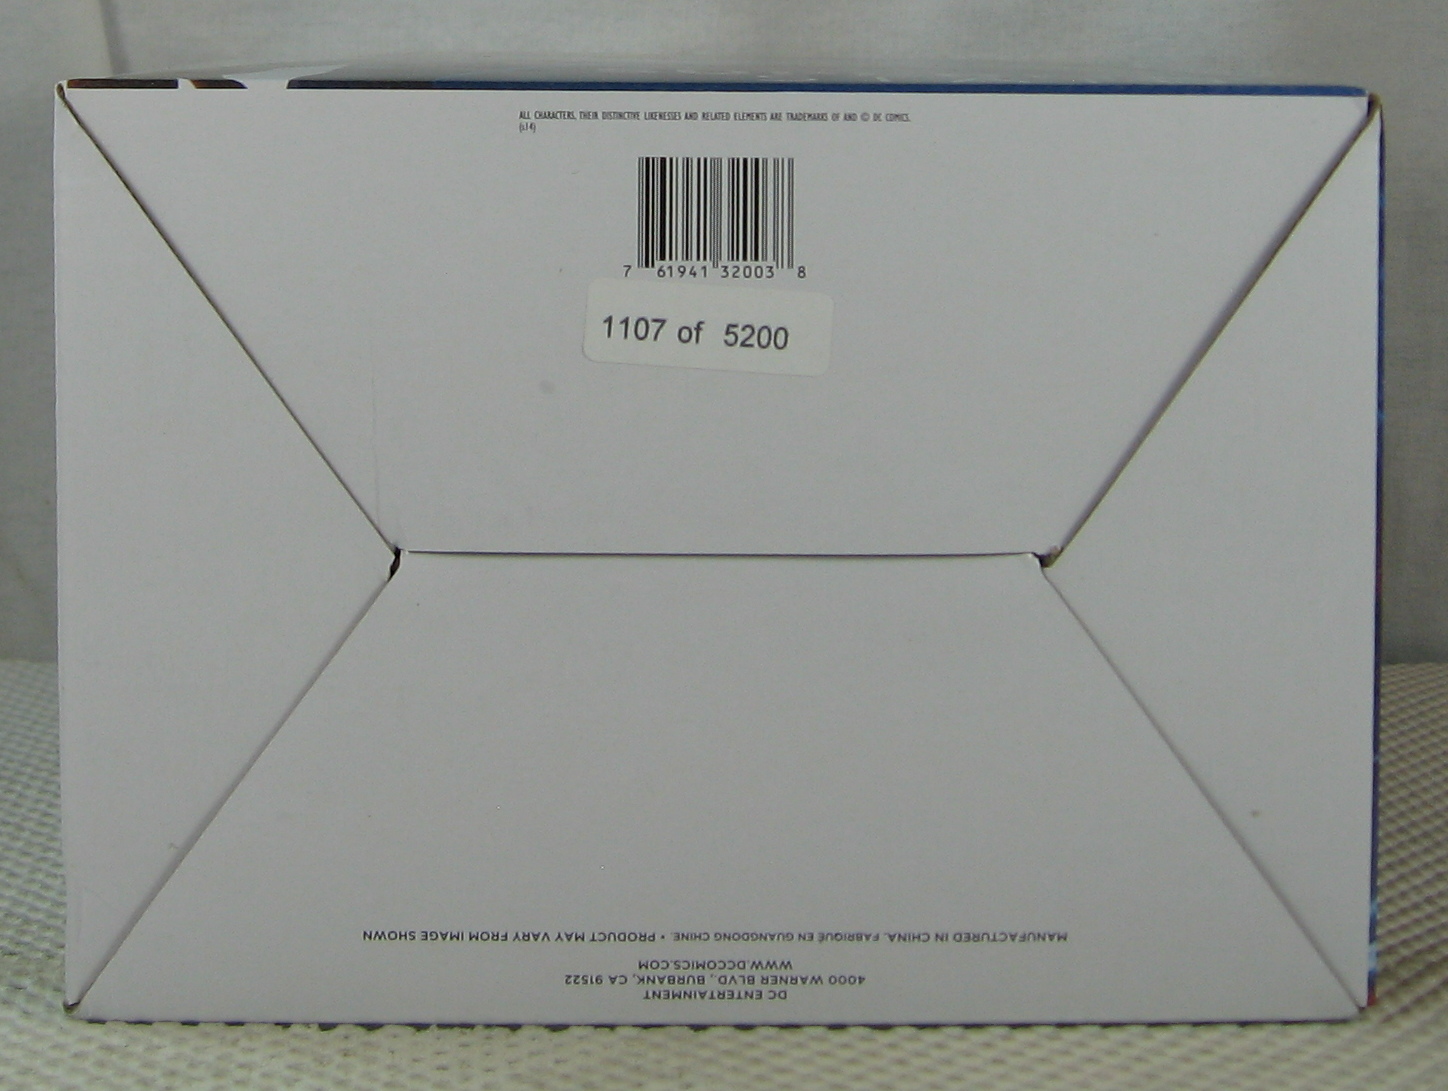 ALL CHARACTERS, THEIR DISTINCTIVE LIKENESSES AND RELATED ELEMENTS ARE TRADEMARKS OF AND © DC COMICS.
(s14)
7 61941 32003 8
1107 of 5200
DC ENTERTAINMENT
4000 WARNER BLVD., BURBANK, CA 91522
WWW.DCCOMICS.COM
MANUFACTURED IN CHINA. FABRIQUÉ EN GUANGDONG CHINE. • PRODUCT MAY VARY FROM IMAGE SHOWN